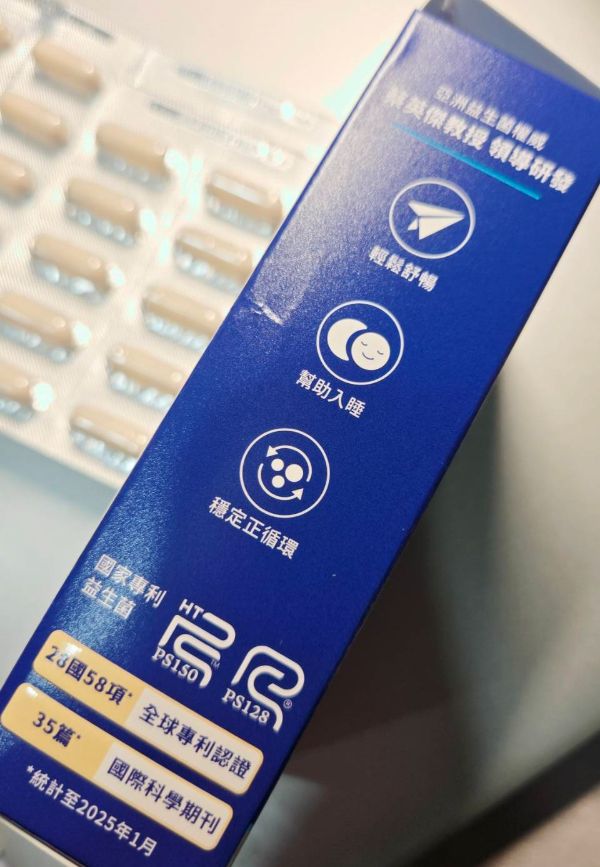 亞洲益生菌權威
蔡英傑教授 領導研發
輕鬆舒暢
幫助入睡
穩定正循環
國家專利
益生菌
HT
PS150™
PS128®
28國58項*
全球專利認證
35篇*
國際科學期刊
*統計至2025年1月